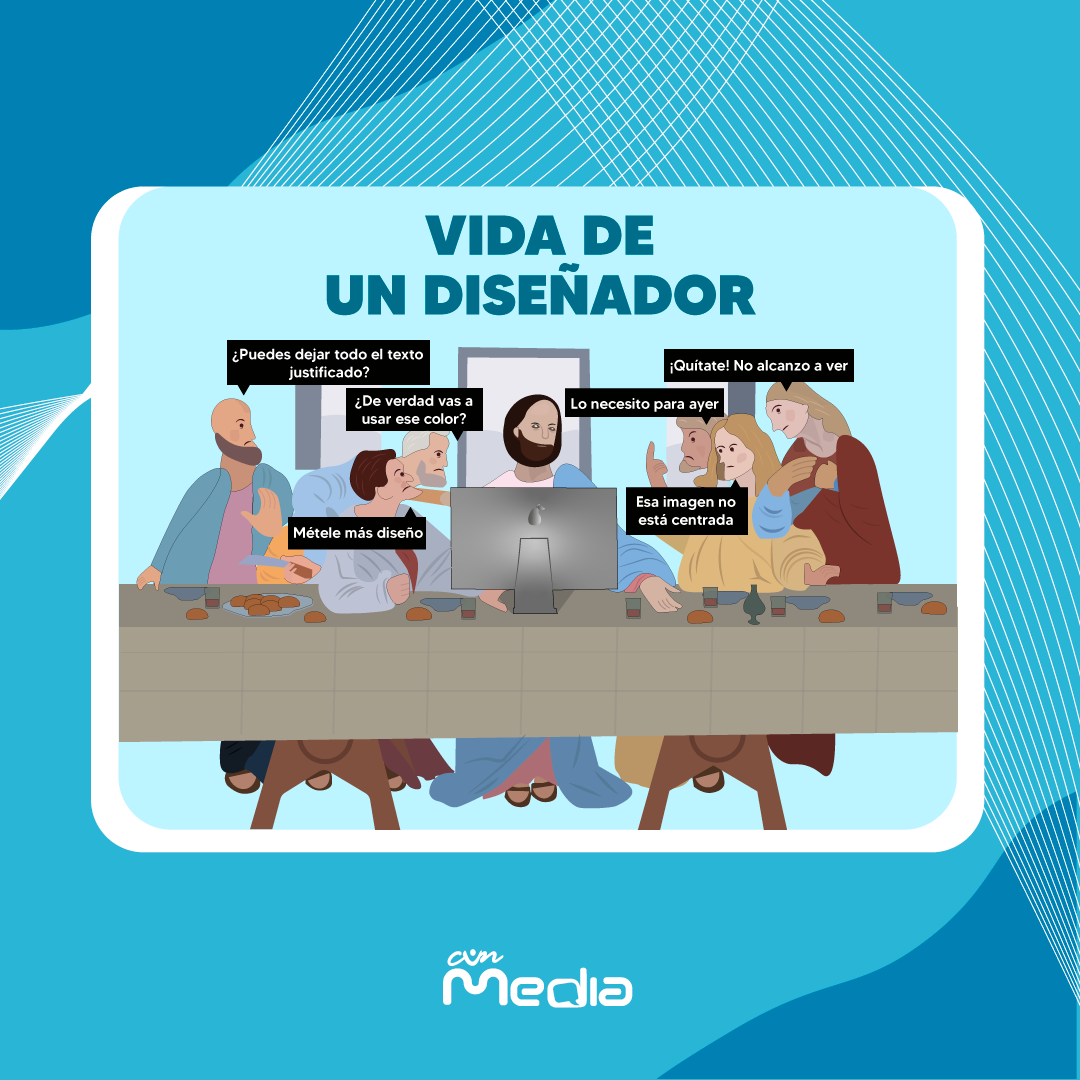 VIDA DE
UN DISEÑADOR
¿Puedes dejar todo el texto
justificado?
¿De verdad vas a
usar ese color?
Métele más diseño
Lo necesito para ayer
¡Quítate! No alcanzo a ver
Esa imagen no
está centrada
cvm
Media